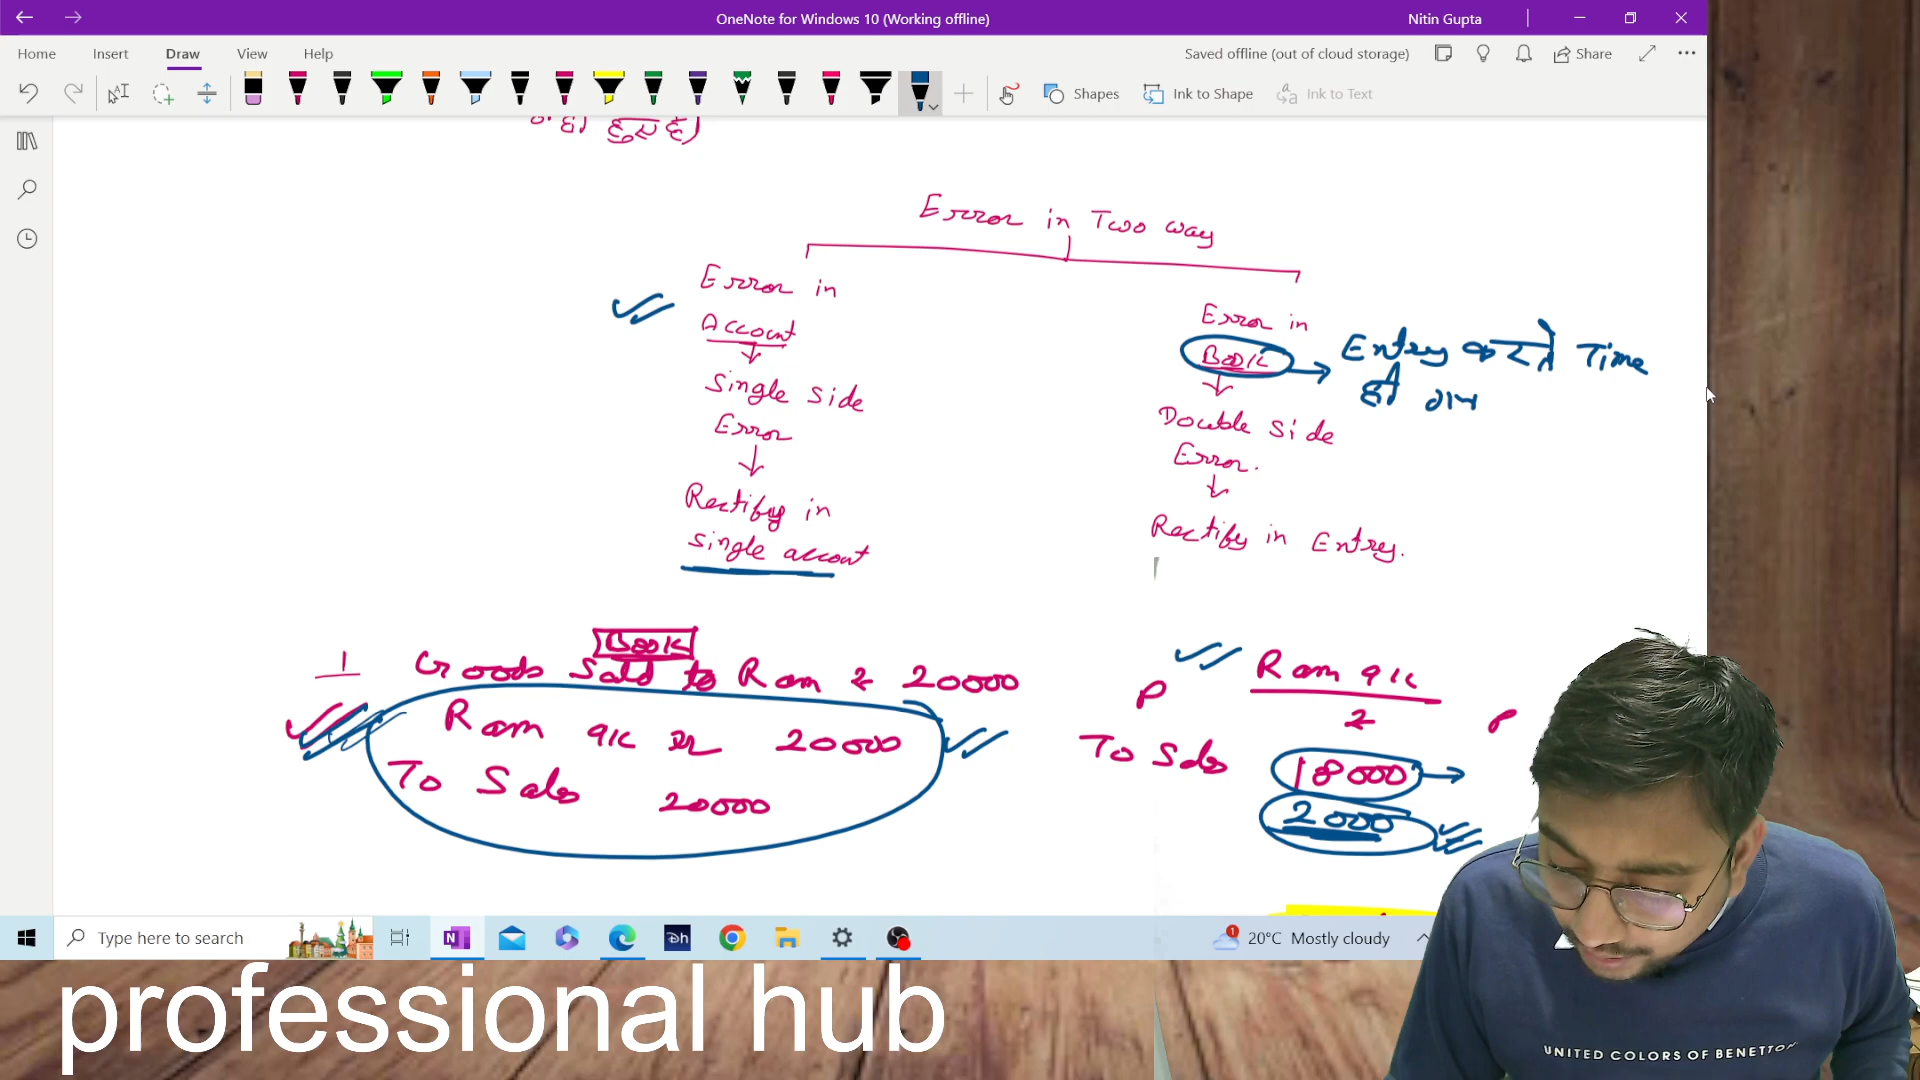 OneNote for Windows 10 (Working offline)
Nitin Gupta
Home Insert Draw View Help
Saved offline (out of cloud storage)
Share
Shapes
Ink to Shape
Ink to Text
Error in Two way
Error in
Account
Single side
Error
Rectify in
single account
Error in
Book
Double side
Error.
Rectify in Entry.
Entry करते Time
ही गलत
Book
1 Goods Sold to Ram ₹ 20000
Ram a/c Dr 20000
To Sales 20000
Ram a/c
P ₹ P
To Sales 18000
2000
Type here to search
Dh
1
20°C Mostly cloudy
professional hub
UNITED COLORS OF BENETTON